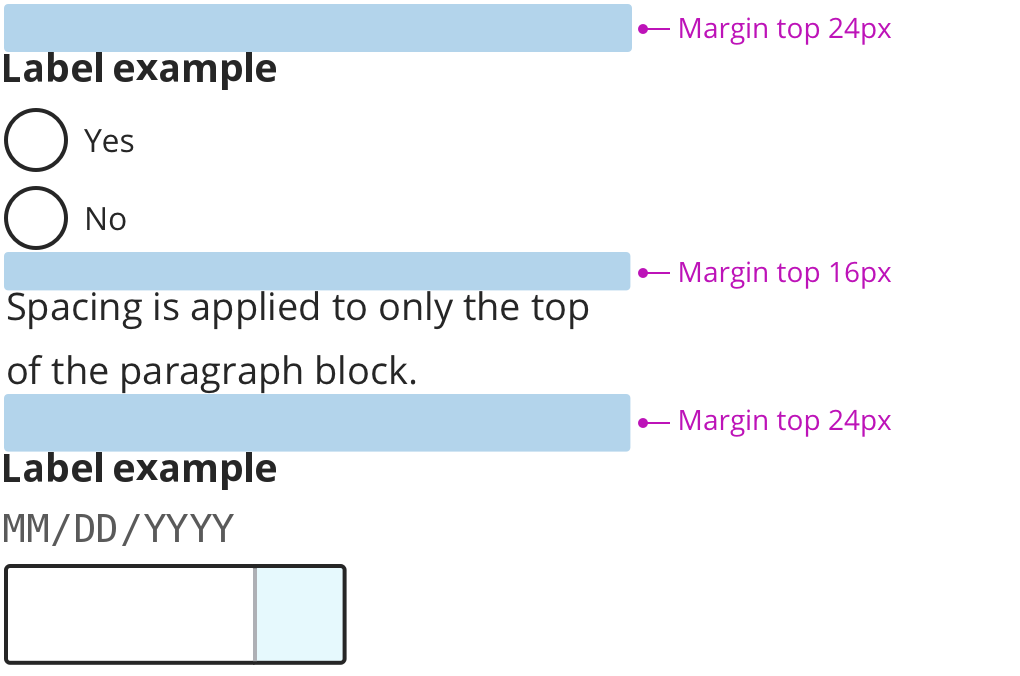 Margin top 24px
Label example
Yes
No
Margin top 16px
Spacing is applied to only the top
of the paragraph block.
Margin top 24px
Label example
MM/DD/YYYY